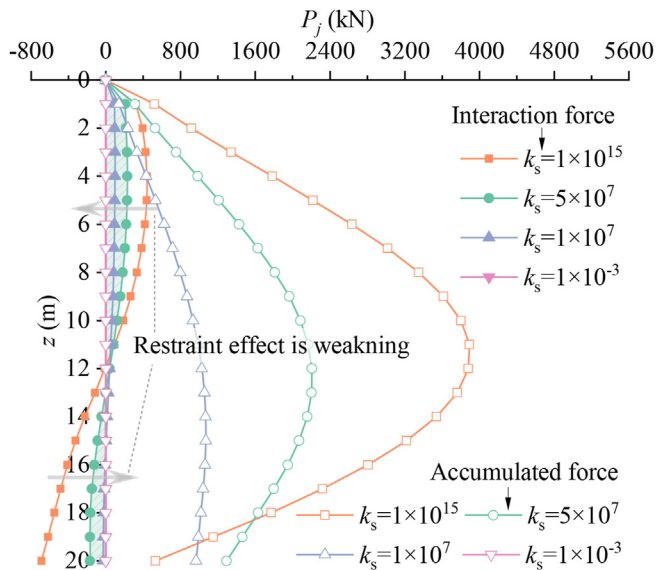 P_j (kN)
-800 0 800 1600 2400 3200 4000 4800 5600
0
2
4
6
8
10
12
14
16
18
20
z (m)
Interaction force
k_s=1×10^15
k_s=5×10^7
k_s=1×10^7
k_s=1×10^-3
Restraint effect is weakning
Accumulated force
k_s=1×10^15 k_s=5×10^7
k_s=1×10^7 k_s=1×10^-3